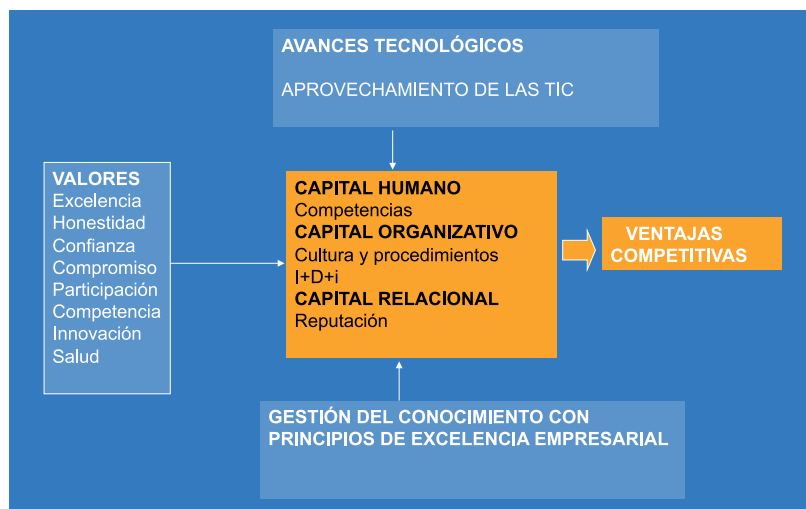 AVANCES TECNOLÓGICOS
APROVECHAMIENTO DE LAS TIC
VALORES
Excelencia
Honestidad
Confianza
Compromiso
Participación
Competencia
Innovación
Salud
CAPITAL HUMANO
Competencias
CAPITAL ORGANIZATIVO
Cultura y procedimientos
I+D+i
CAPITAL RELACIONAL
Reputación
VENTAJAS
COMPETITIVAS
GESTIÓN DEL CONOCIMIENTO CON
PRINCIPIOS DE EXCELENCIA EMPRESARIAL